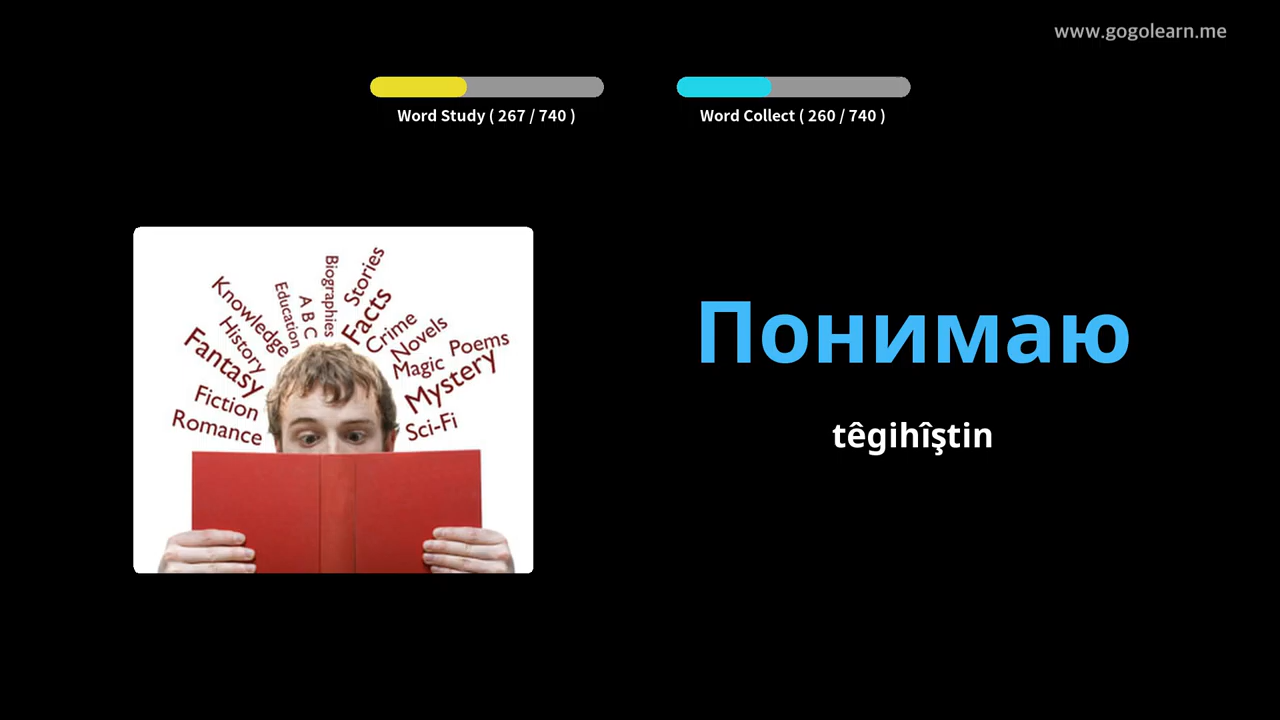 www.gogolearn.me
Word Study ( 267 / 740 )
Word Collect ( 260 / 740 )
Понимаю
têgihîştin
Biographies
Stories
Education
A B C
Facts
Knowledge
History
Crime
Novels
Poems
Fantasy
Magic
Mystery
Fiction
Romance
Sci-Fi